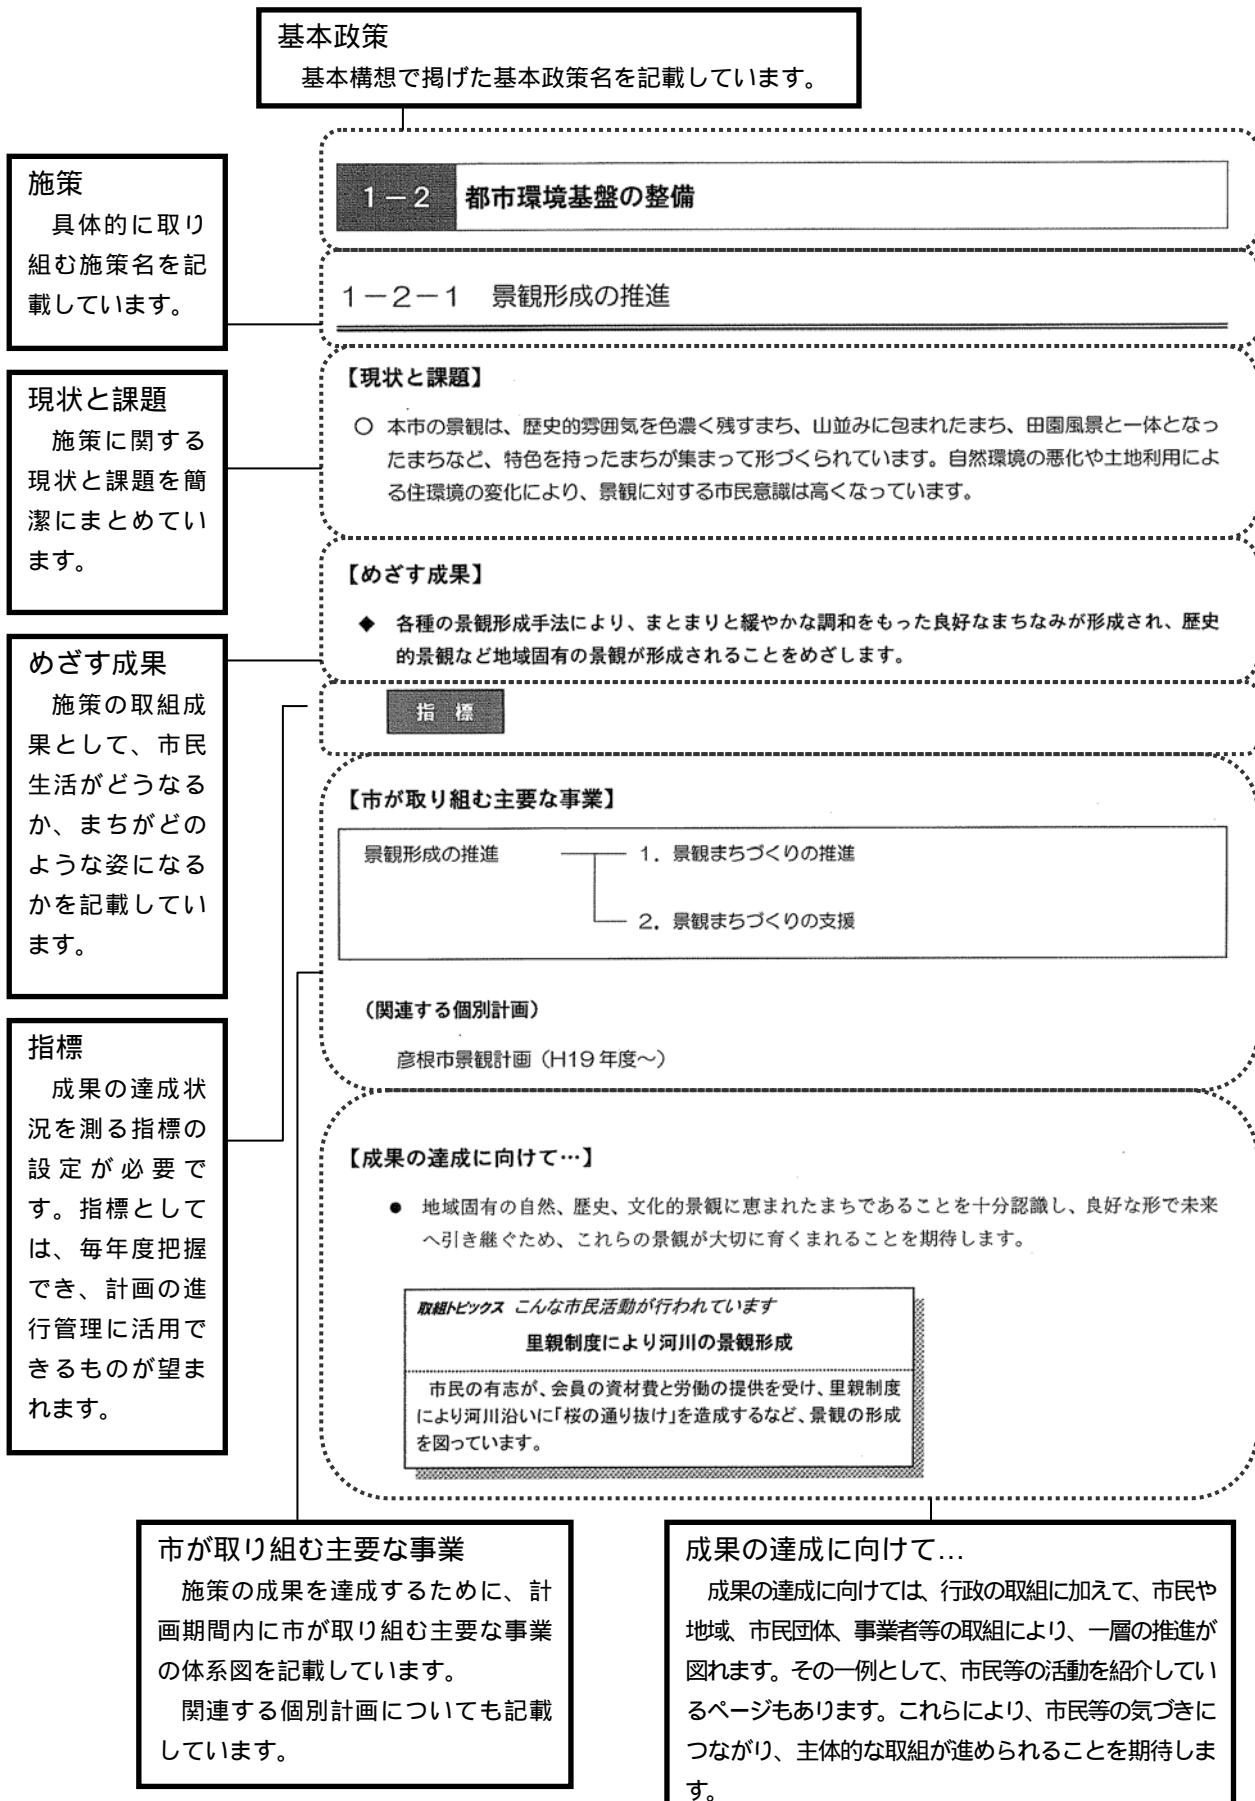 基本政策
基本構想で掲げた基本政策名を記載しています。
施策
具体的に取り
組む施策名を記
載しています。
1－2 都市環境基盤の整備
1－2－1 景観形成の推進
現状と課題
施策に関する
現状と課題を簡
潔にまとめてい
ます。
【現状と課題】
○ 本市の景観は、歴史的雰囲気を色濃く残すまち、山並みに包まれたまち、田園風景と一体となっ
たまちなど、特色を持ったまちが集まって形づくられています。自然環境の悪化や土地利用によ
る住環境の変化により、景観に対する市民意識は高くなっています。
めざす成果
施策の取組成
果として、市民
生活がどうなる
か、まちがどの
ような姿になる
かを記載してい
ます。
【めざす成果】
◆ 各種の景観形成手法により、まとまりと緩やかな調和をもった良好なまちなみが形成され、歴史
的景観など地域固有の景観が形成されることをめざします。
指 標
指標
成果の達成状
況を測る指標の
設定が必要で
す。指標として
は、毎年度把握
でき、計画の進
行管理に活用で
きるものが望ま
れます。
【市が取り組む主要な事業】
景観形成の推進 1．景観まちづくりの推進
2．景観まちづくりの支援
（関連する個別計画）
彦根市景観計画（H19年度～）
【成果の達成に向けて…】
● 地域固有の自然、歴史、文化的景観に恵まれたまちであることを十分認識し、良好な形で未来
へ引き継ぐため、これらの景観が大切に育くまれることを期待します。
取組トピックス こんな市民活動が行われています
里親制度により河川の景観形成
市民の有志が、会員の資材費と労働の提供を受け、里親制度
により河川沿いに「桜の通り抜け」を造成するなど、景観の形成
を図っています。
市が取り組む主要な事業
施策の成果を達成するために、計
画期間内に市が取り組む主要な事業
の体系図を記載しています。
関連する個別計画についても記載
しています。
成果の達成に向けて…
成果の達成に向けては、行政の取組に加えて、市民や
地域、市民団体、事業者等の取組により、一層の推進が
図れます。その一例として、市民等の活動を紹介してい
るページもあります。これらにより、市民等の気づきに
つながり、主体的な取組が進められることを期待しま
す。